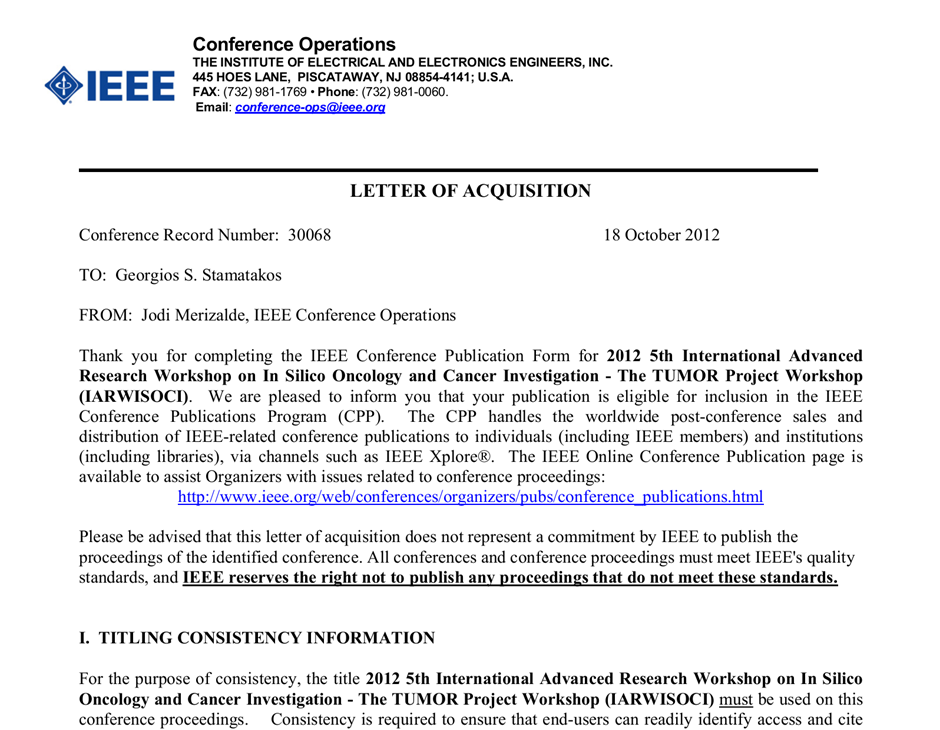 Conference Operations
THE INSTITUTE OF ELECTRICAL AND ELECTRONICS ENGINEERS, INC.
445 HOES LANE,  PISCATAWAY, NJ 08854-4141; U.S.A.
FAX: (732) 981-1769 • Phone: (732) 981-0060.
Email: conference-ops@ieee.org
IEEE
LETTER OF ACQUISITION
Conference Record Number:  30068 18 October 2012
TO:  Georgios S. Stamatakos
FROM:  Jodi Merizalde, IEEE Conference Operations
Thank you for completing the IEEE Conference Publication Form for 2012 5th International Advanced
Research Workshop on In Silico Oncology and Cancer Investigation - The TUMOR Project Workshop
(IARWISOCI).  We are pleased to inform you that your publication is eligible for inclusion in the IEEE
Conference Publications Program (CPP).   The CPP handles the worldwide post-conference sales and
distribution of IEEE-related conference publications to individuals (including IEEE members) and institutions
(including libraries), via channels such as IEEE Xplore®.  The IEEE Online Conference Publication page is
available to assist Organizers with issues related to conference proceedings:
http://www.ieee.org/web/conferences/organizers/pubs/conference_publications.html
Please be advised that this letter of acquisition does not represent a commitment by IEEE to publish the
proceedings of the identified conference. All conferences and conference proceedings must meet IEEE's quality
standards, and IEEE reserves the right not to publish any proceedings that do not meet these standards.
I.  TITLING CONSISTENCY INFORMATION
For the purpose of consistency, the title 2012 5th International Advanced Research Workshop on In Silico
Oncology and Cancer Investigation - The TUMOR Project Workshop (IARWISOCI) must be used on this
conference proceedings.    Consistency is required to ensure that end-users can readily identify access and cite